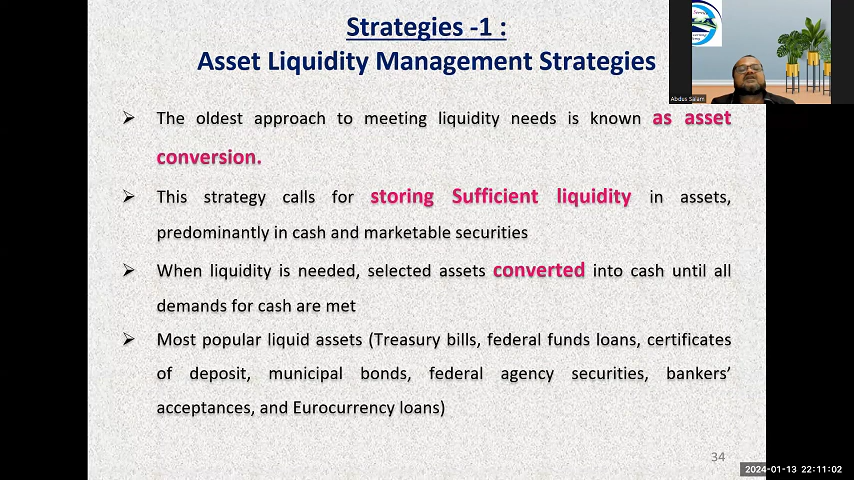 Strategies -1 :
Asset Liquidity Management Strategies
Abdus Salam
➢ The oldest approach to meeting liquidity needs is known as asset
conversion.
➢ This strategy calls for storing Sufficient liquidity in assets,
predominantly in cash and marketable securities
➢ When liquidity is needed, selected assets converted into cash until all
demands for cash are met
➢ Most popular liquid assets (Treasury bills, federal funds loans, certificates
of deposit, municipal bonds, federal agency securities, bankers’
acceptances, and Eurocurrency loans)
34
2024-01-13 22:11:02